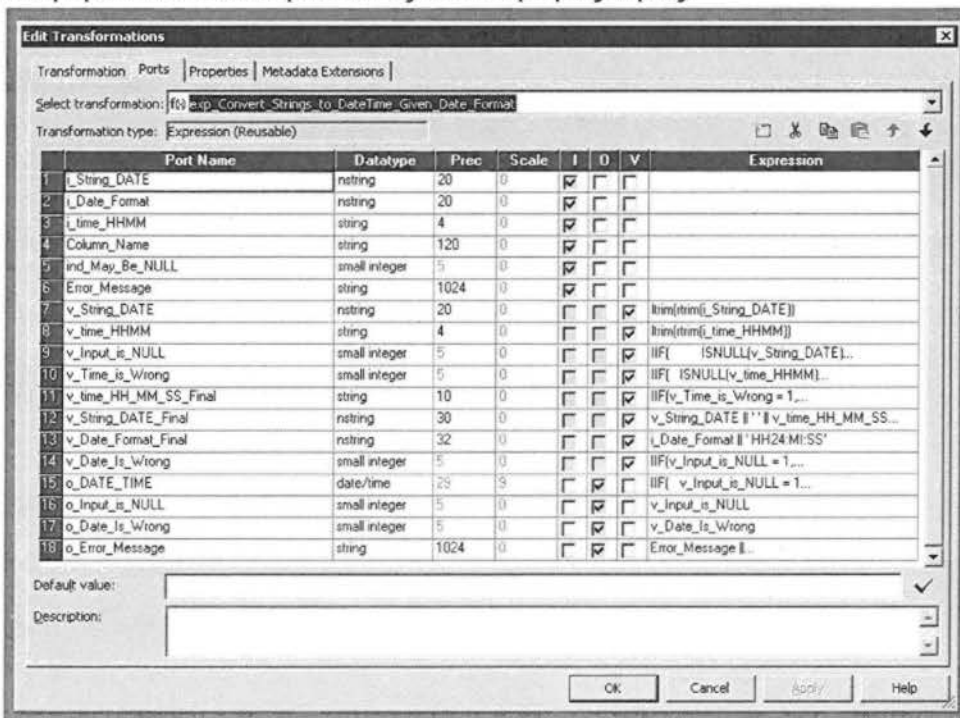 Edit Transformations
Transformation Ports Properties Metadata Extensions
Select transformation: f(x) exp_Convert_Strings_to_DateTime_Given_Date_Format
Transformation type: Expression (Reusable)
Port Name Datatype Prec Scale I O V Expression
1 i_String_DATE nstring 20 0
2 i_Date_Format nstring 20 0
3 i_time_HHMM string 4 0
4 Column_Name string 120 0
5 ind_May_Be_NULL small integer 5 0
6 Error_Message string 1024 0
7 v_String_DATE nstring 20 0 ltrim(rtrim(i_String_DATE))
8 v_time_HHMM string 4 0 ltrim(rtrim(i_time_HHMM))
9 v_Input_is_NULL small integer 5 0 IIF( ISNULL(v_String_DATE)...
10 v_Time_is_Wrong small integer 5 0 IIF( ISNULL(v_time_HHMM)...
11 v_time_HH_MM_SS_Final string 10 0 IIF(v_Time_is_Wrong = 1,...
12 v_String_DATE_Final nstring 30 0 v_String_DATE || ' ' || v_time_HH_MM_SS...
13 v_Date_Format_Final nstring 32 0 i_Date_Format || ' HH24:MI:SS'
14 v_Date_Is_Wrong small integer 5 0 IIF(v_Input_is_NULL = 1,...
15 o_DATE_TIME date/time 29 9 IIF( v_Input_is_NULL = 1...
16 o_Input_is_NULL small integer 5 0 v_Input_is_NULL
17 o_Date_Is_Wrong small integer 5 0 v_Date_Is_Wrong
18 o_Error_Message string 1024 0 Error_Message ||...
Default value:
Description:
OK Cancel Apply Help